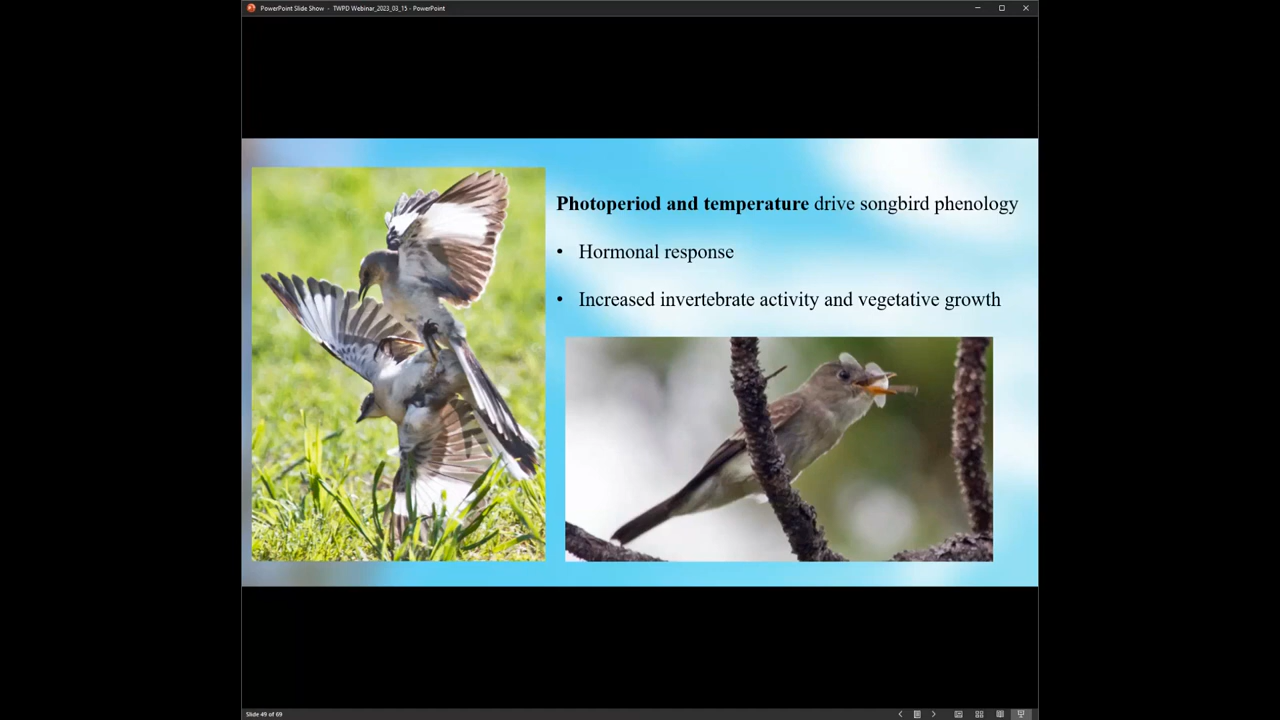 PowerPoint Slide Show - TWPD Webinar_2023_03_15 - PowerPoint
Photoperiod and temperature drive songbird phenology
• Hormonal response
• Increased invertebrate activity and vegetative growth
Slide 49 of 69